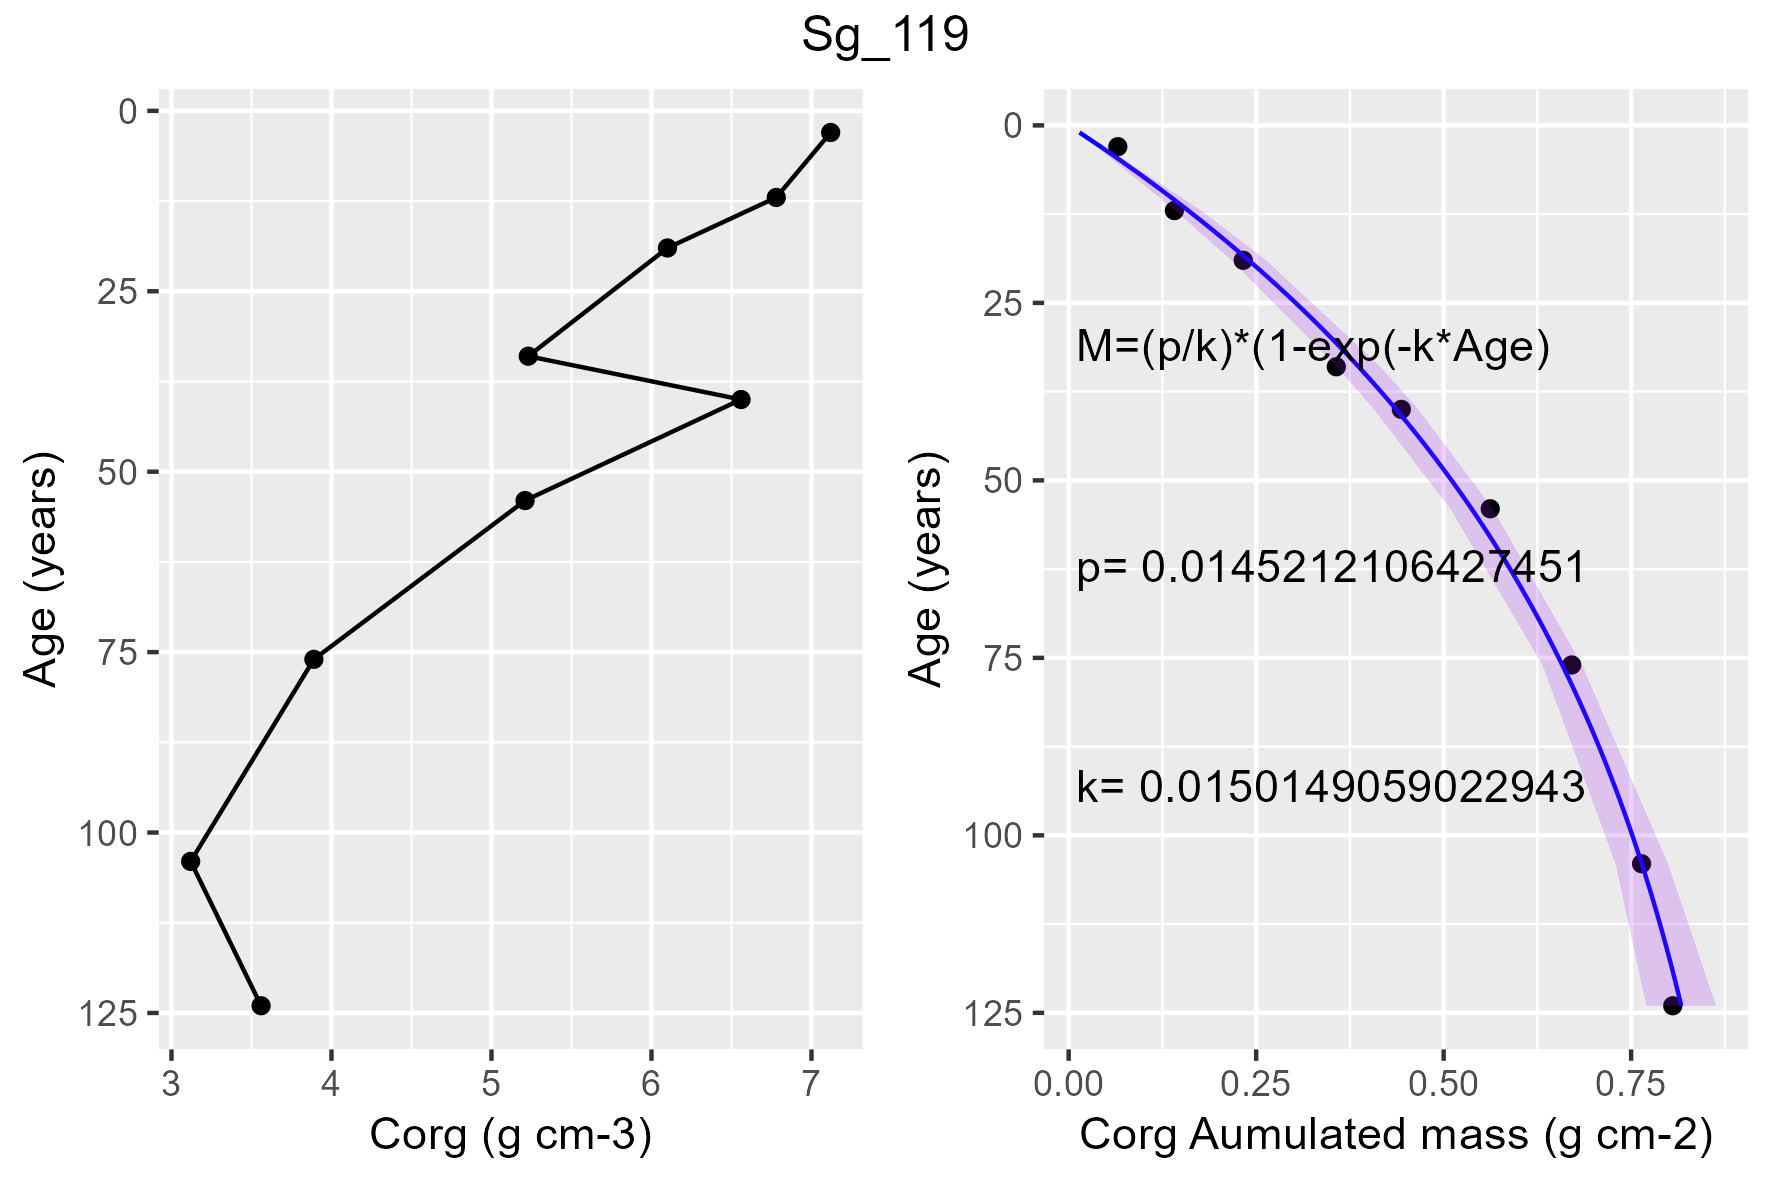 Sg_119
0
25
50
75
100
125
Age (years)
3 4 5 6 7
Corg (g cm-3)
0
25
50
75
100
125
Age (years)
M=(p/k)*(1-exp(-k*Age)
p= 0.0145212106427451
k= 0.0150149059022943
0.00 0.25 0.50 0.75
Corg Aumulated mass (g cm-2)